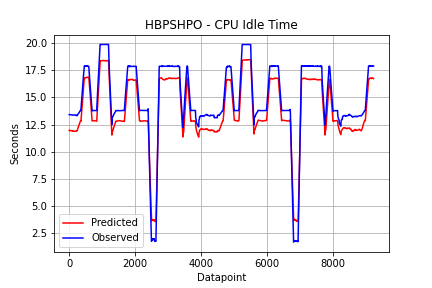 HBPSHPO - CPU Idle Time
20.0
17.5
15.0
12.5
10.0
7.5
5.0
2.5
Seconds
Predicted
Observed
0 2000 4000 6000 8000
Datapoint